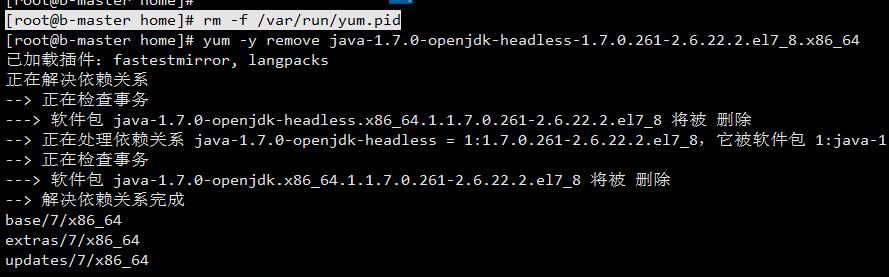 [root@b-master home]# rm -f /var/run/yum.pid
[root@b-master home]# yum -y remove java-1.7.0-openjdk-headless-1.7.0.261-2.6.22.2.el7_8.x86_64
已加载插件：fastestmirror, langpacks
正在解决依赖关系
--> 正在检查事务
---> 软件包 java-1.7.0-openjdk-headless.x86_64.1.1.7.0.261-2.6.22.2.el7_8 将被 删除
--> 正在处理依赖关系 java-1.7.0-openjdk-headless = 1:1.7.0.261-2.6.22.2.el7_8，它被软件包 1:java-1
--> 正在检查事务
---> 软件包 java-1.7.0-openjdk.x86_64.1.1.7.0.261-2.6.22.2.el7_8 将被 删除
--> 解决依赖关系完成
base/7/x86_64
extras/7/x86_64
updates/7/x86_64